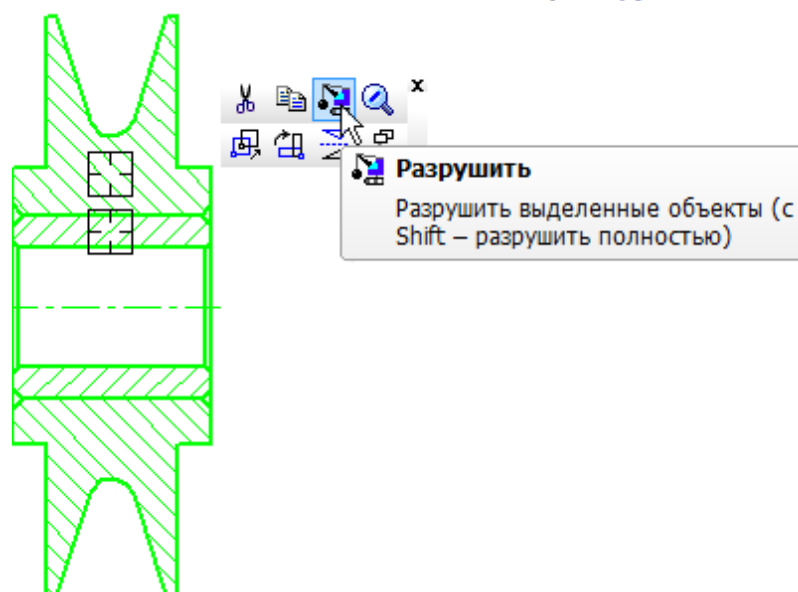 x
Разрушить
Разрушить выделенные объекты (с
Shift – разрушить полностью)